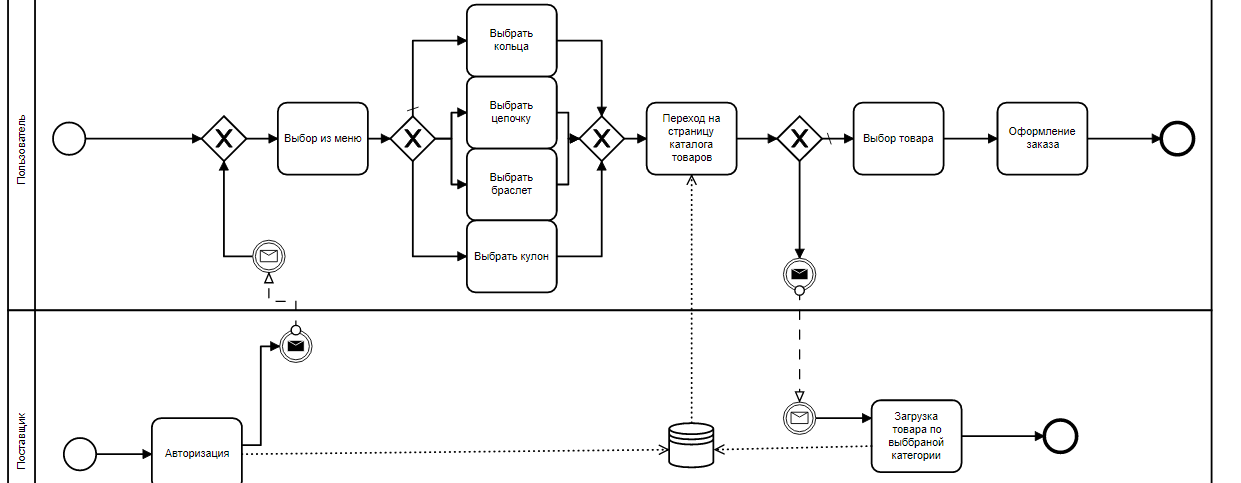 Пользователь
Выбор из меню
Выбрать
кольца
Выбрать
цепочку
Выбрать
браслет
Выбрать кулон
Переход на
страницу
каталога
товаров
Выбор товара
Оформление
заказа
Поставщик
Авторизация
Загрузка
товара по
выббраной
категории